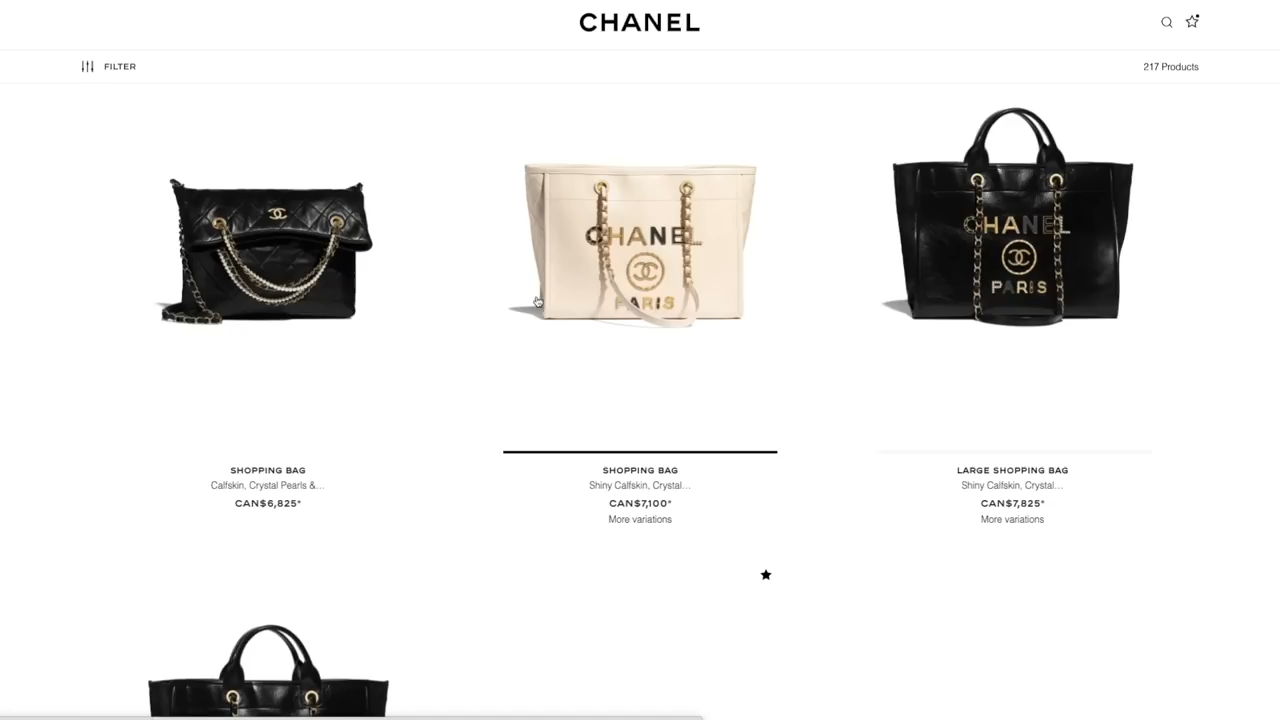 CHANEL
FILTER
217 Products
CHANEL
PARIS
CHANEL
PARIS
SHOPPING BAG
Calfskin, Crystal Pearls &...
CAN$6,825*
SHOPPING BAG
Shiny Calfskin, Crystal...
CAN$7,100*
More variations
LARGE SHOPPING BAG
Shiny Calfskin, Crystal...
CAN$7,825*
More variations